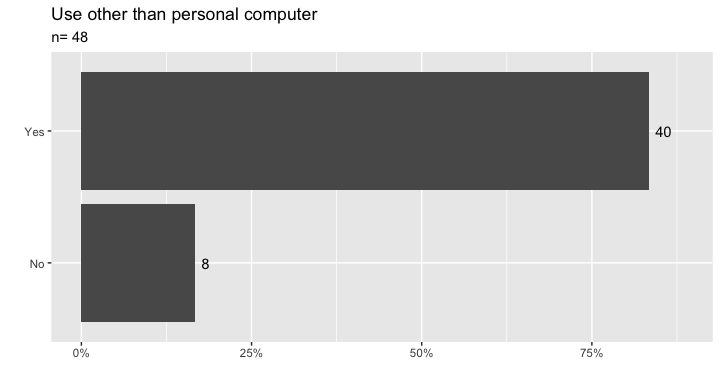 Use other than personal computer
n= 48
Yes
40
No
8
0%
25%
50%
75%